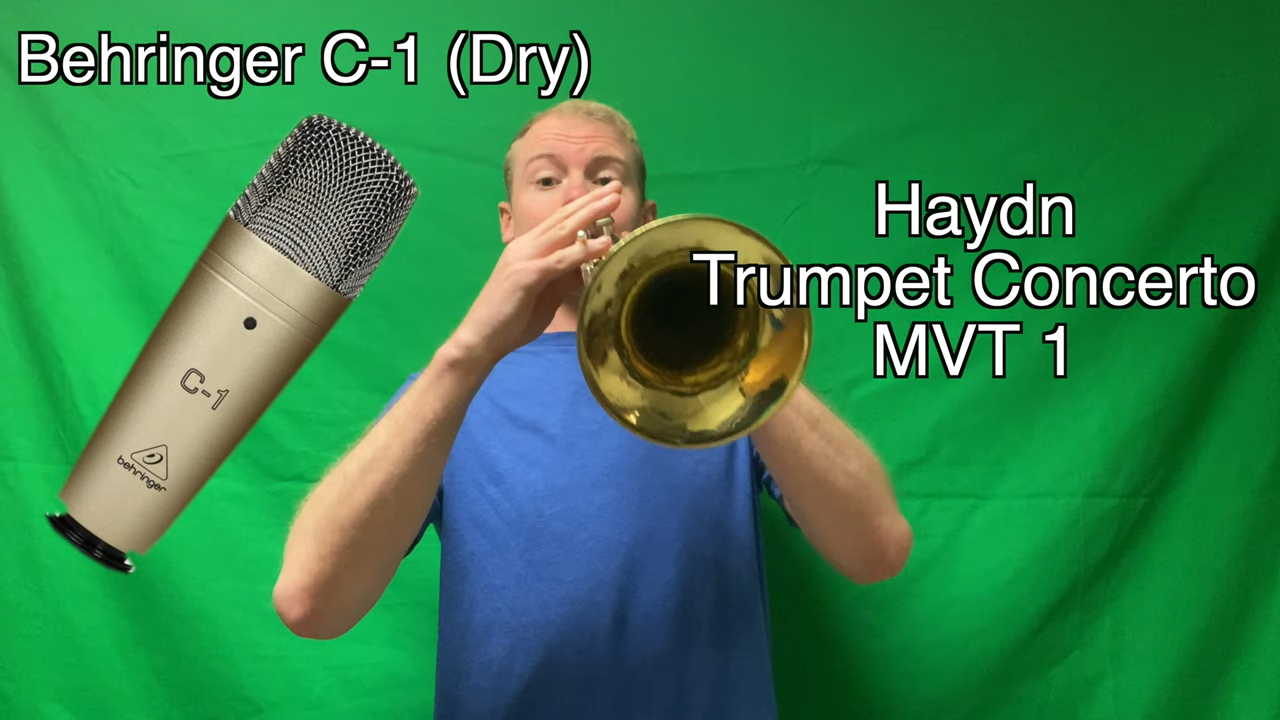 Behringer C-1 (Dry)
Haydn
Trumpet Concerto
MVT 1
C-1
behringer